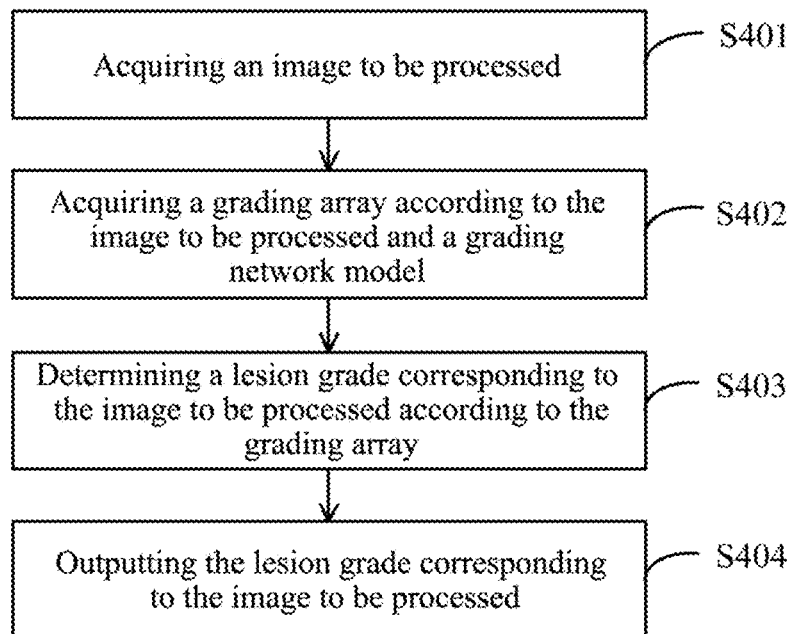 Acquiring an image to be processed
S401
Acquiring a grading array according to the
image to be processed and a grading
network model
S402
Determining a lesion grade corresponding to
the image to be processed according to the
grading array
S403
Outputting the lesion grade corresponding
to the image to be processed
S404